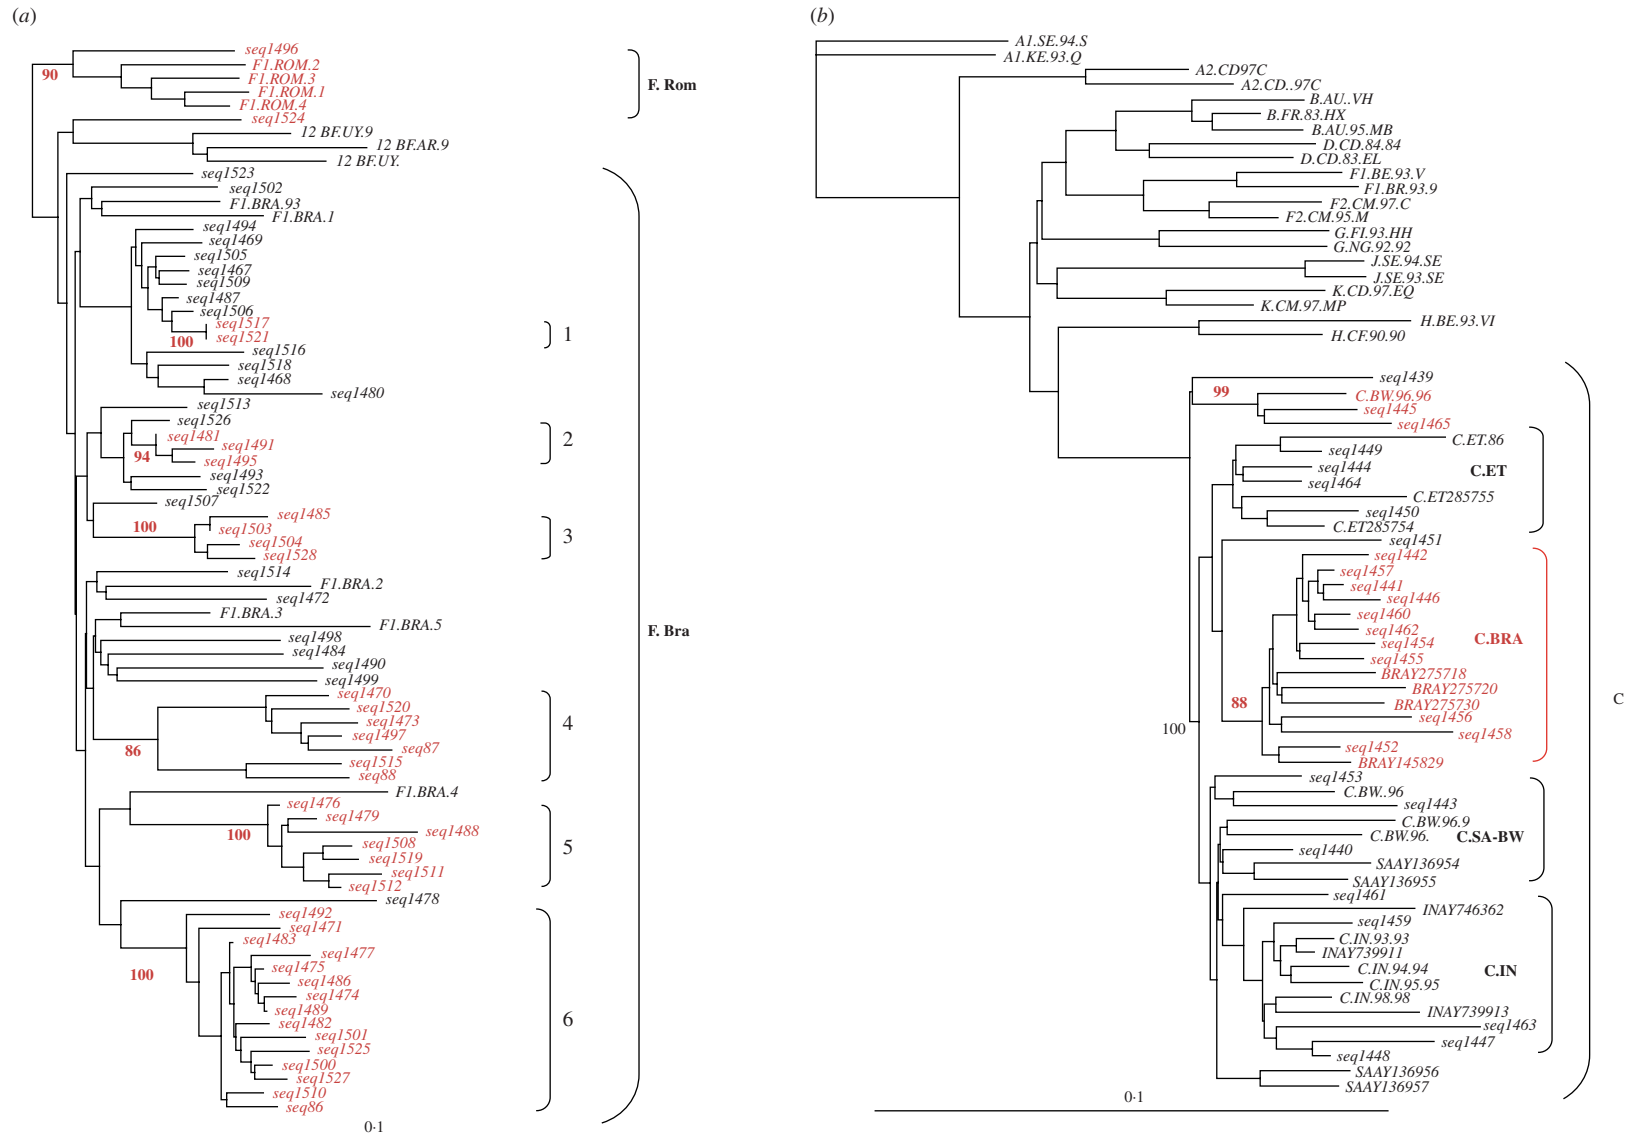 (a)
seq1496
F1.ROM.2
90
F1.ROM.3
F1.ROM.1
F1.ROM.4
F. Rom
seq1524
12 BF.UY.9
12 BF.AR.9
12 BF.UY.
seq1523
seq1502
F1.BRA.93
F1.BRA.1
seq1494
seq1469
seq1505
seq1467
seq1509
seq1487
seq1506
seq1517
seq1521
100
1
seq1516
seq1518
seq1468
seq1480
seq1513
seq1526
seq1481
seq1491
94
seq1495
2
seq1493
seq1522
seq1507
seq1485
100
seq1503
seq1504
seq1528
3
seq1514
F1.BRA.2
seq1472
F1.BRA.3
F1.BRA.5
F. Bra
seq1498
seq1484
seq1490
seq1499
seq1470
seq1520
seq1473
seq1497
86
seq87
seq1515
seq88
4
F1.BRA.4
seq1476
seq1479
100
seq1488
seq1508
seq1519
seq1511
seq1512
5
seq1478
seq1492
seq1471
seq1483
seq1477
100
seq1475
seq1486
seq1474
seq1489
seq1482
seq1501
seq1525
seq1500
seq1527
seq1510
seq86
6
0·1
(b)
A1.SE.94.S
A1.KE.93.Q
A2.CD97C
A2.CD..97C
B.AU..VH
B.FR.83.HX
B.AU.95.MB
D.CD.84.84
D.CD.83.EL
F1.BE.93.V
F1.BR.93.9
F2.CM.97.C
F2.CM.95.M
G.FI.93.HH
G.NG.92.92
J.SE.94.SE
J.SE.93.SE
K.CD.97.EQ
K.CM.97.MP
H.BE.93.VI
H.CF.90.90
seq1439
99
C.BW.96.96
seq1445
seq1465
C.ET.86
seq1449
seq1444
C.ET
seq1464
C.ET285755
seq1450
C.ET285754
seq1451
seq1442
seq1457
seq1441
seq1446
seq1460
seq1462
C.BRA
seq1454
seq1455
BRAY275718
BRAY275720
88
BRAY275730
seq1456
100
seq1458
seq1452
BRAY145829
C
seq1453
C.BW..96
seq1443
C.BW.96.9
C.BW.96.
C.SA-BW
seq1440
SAAY136954
SAAY136955
seq1461
INAY746362
seq1459
C.IN.93.93
INAY739911
C.IN.94.94
C.IN
C.IN.95.95
C.IN.98.98
INAY739913
seq1463
seq1447
seq1448
SAAY136956
SAAY136957
0·1